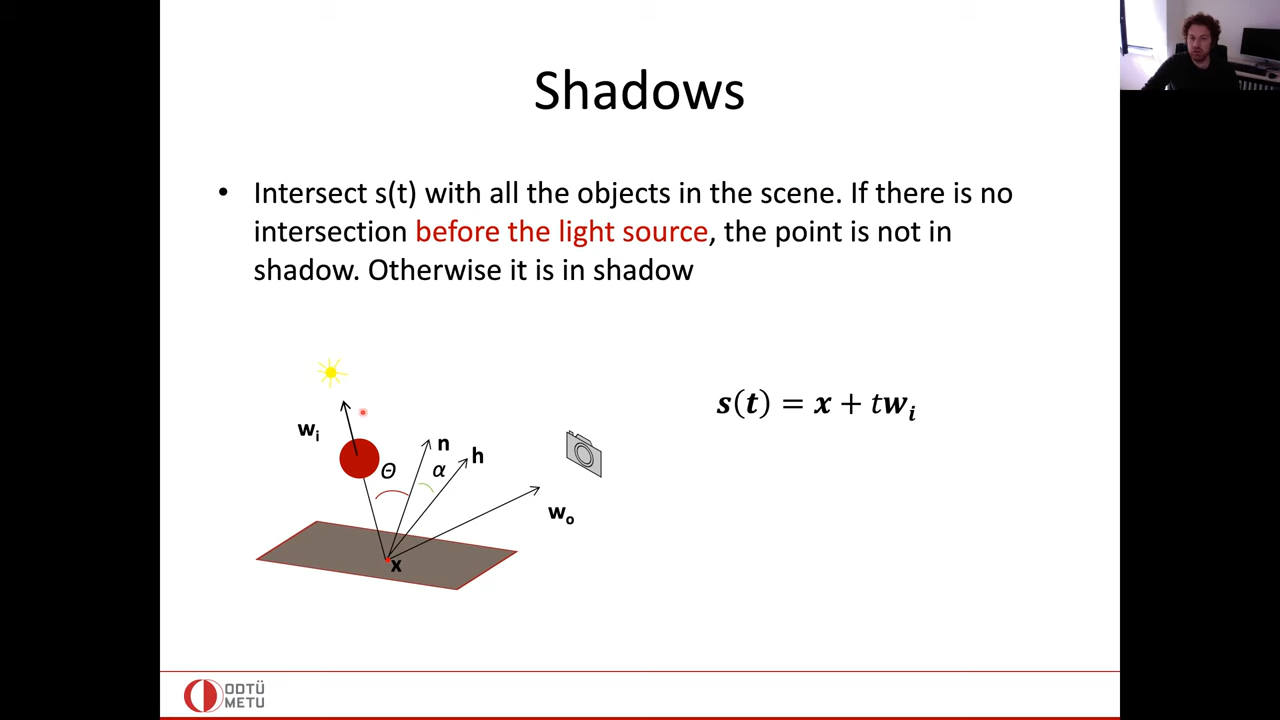 Shadows
• Intersect s(t) with all the objects in the scene. If there is no
intersection before the light source, the point is not in
shadow. Otherwise it is in shadow
s(t) = x + twᵢ
wᵢ
n
h
Θ
α
wₒ
x
ODTÜ
METU